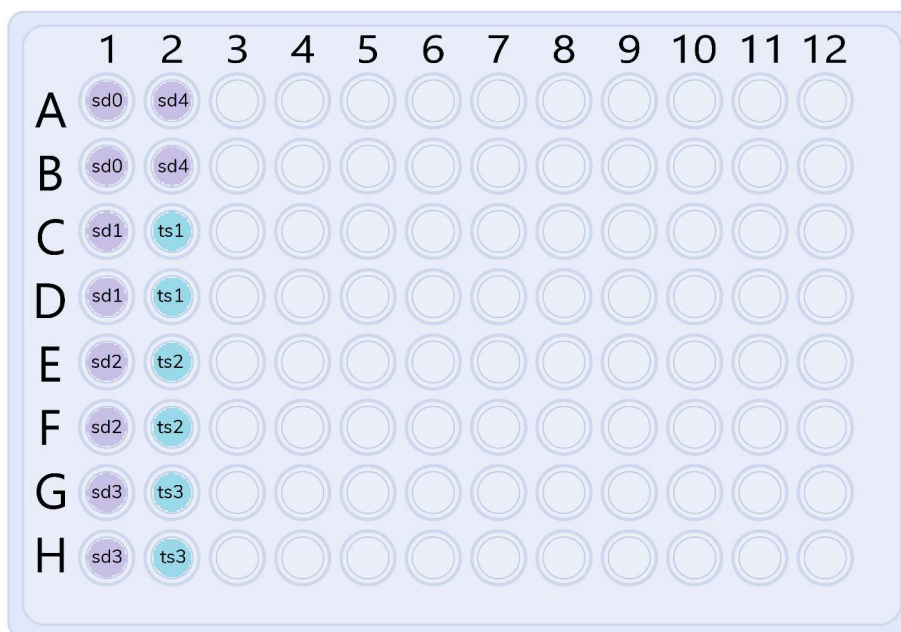 1 2 3 4 5 6 7 8 9 10 11 12
A sd0 sd4
B sd0 sd4
C sd1 ts1
D sd1 ts1
E sd2 ts2
F sd2 ts2
G sd3 ts3
H sd3 ts3